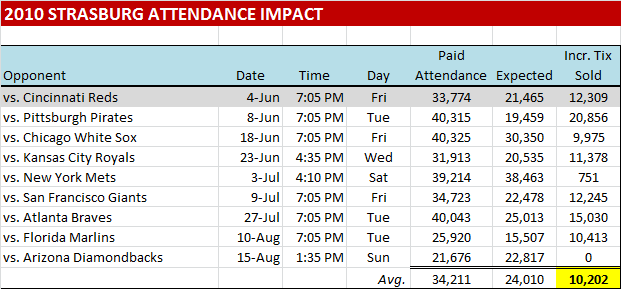 2010 STRASBURG ATTENDANCE IMPACT
Paid Incr. Tix
Opponent Date Time Day Attendance Expected Sold
vs. Cincinnati Reds 4-Jun 7:05 PM Fri 33,774 21,465 12,309
vs. Pittsburgh Pirates 8-Jun 7:05 PM Tue 40,315 19,459 20,856
vs. Chicago White Sox 18-Jun 7:05 PM Fri 40,325 30,350 9,975
vs. Kansas City Royals 23-Jun 4:35 PM Wed 31,913 20,535 11,378
vs. New York Mets 3-Jul 4:10 PM Sat 39,214 38,463 751
vs. San Francisco Giants 9-Jul 7:05 PM Fri 34,723 22,478 12,245
vs. Atlanta Braves 27-Jul 7:05 PM Tue 40,043 25,013 15,030
vs. Florida Marlins 10-Aug 7:05 PM Tue 25,920 15,507 10,413
vs. Arizona Diamondbacks 15-Aug 1:35 PM Sun 21,676 22,817 0
Avg. 34,211 24,010 10,202